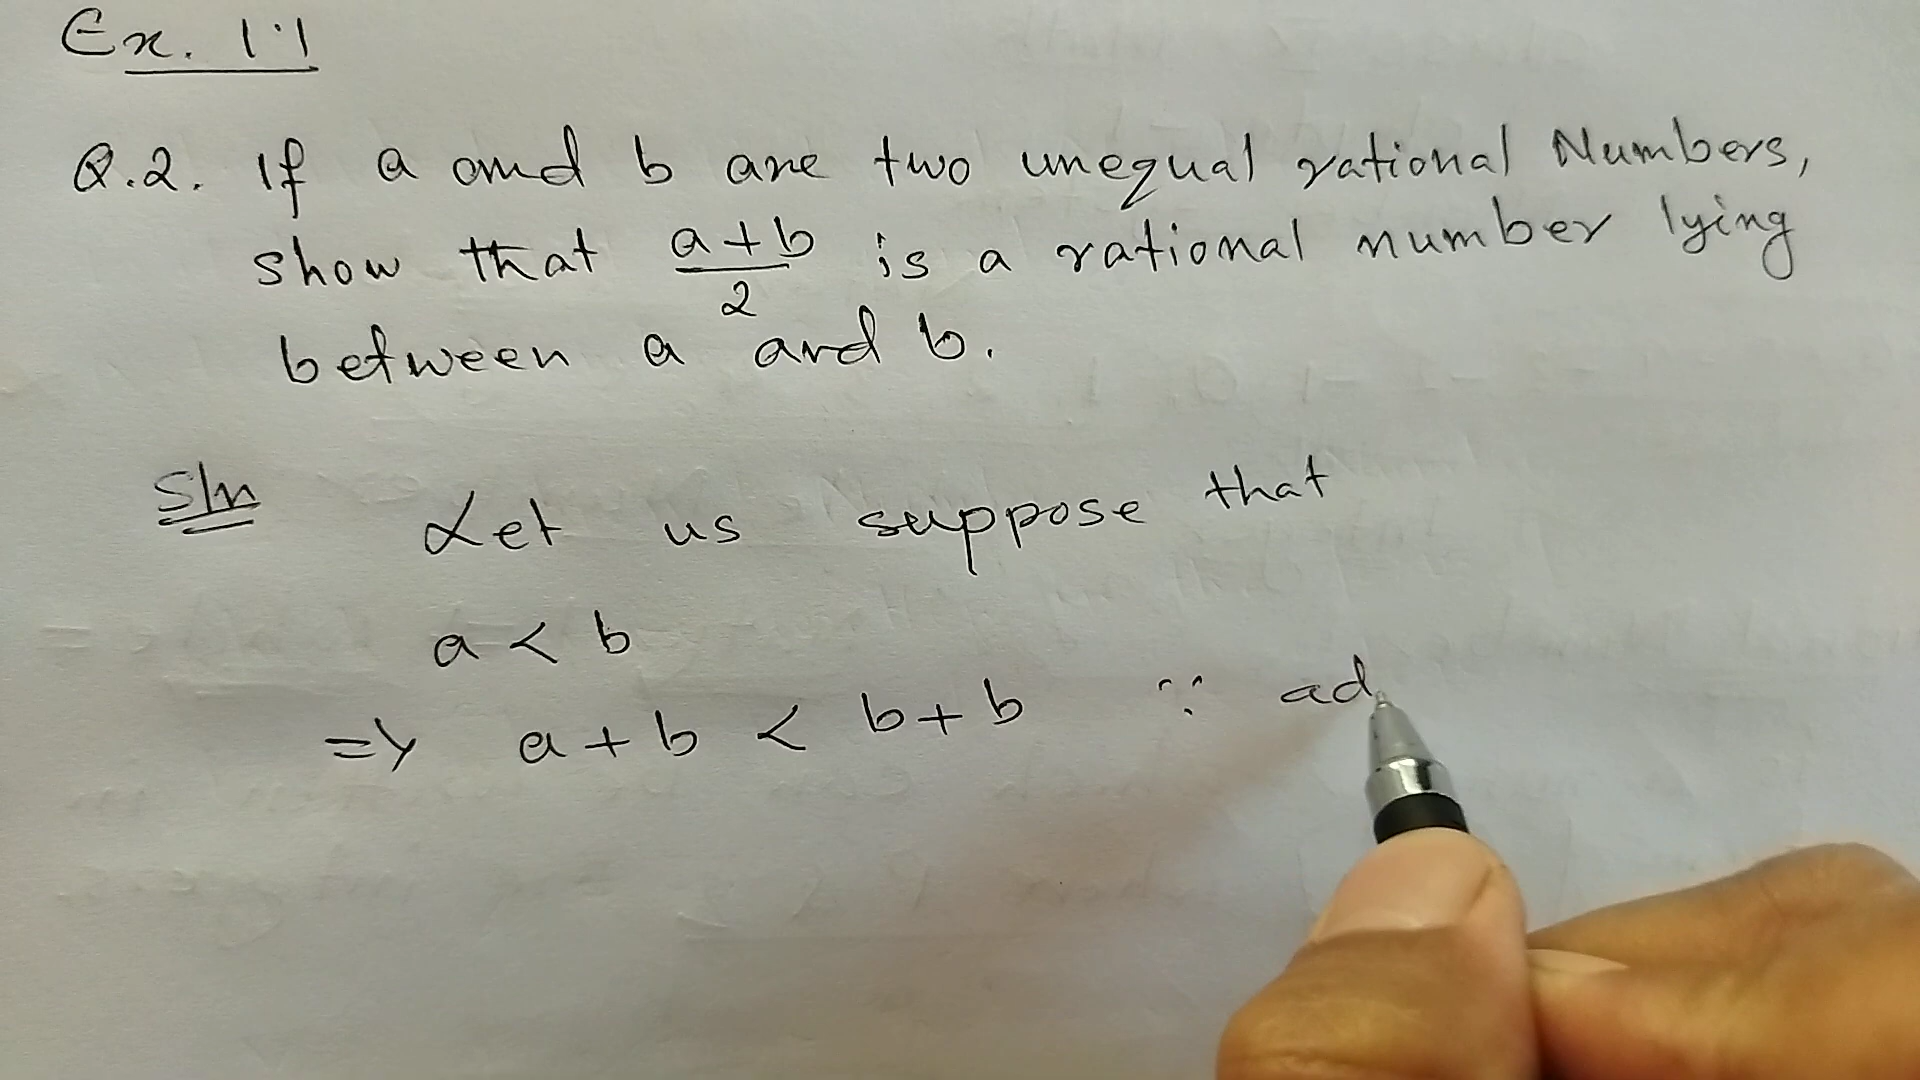 Ex. 1.1
Q.2. If a and b are two unequal rational Numbers,
show that a+b/2 is a rational number lying
between a and b.
Sln Let us suppose that
a < b
=> a + b < b + b ∵ ad